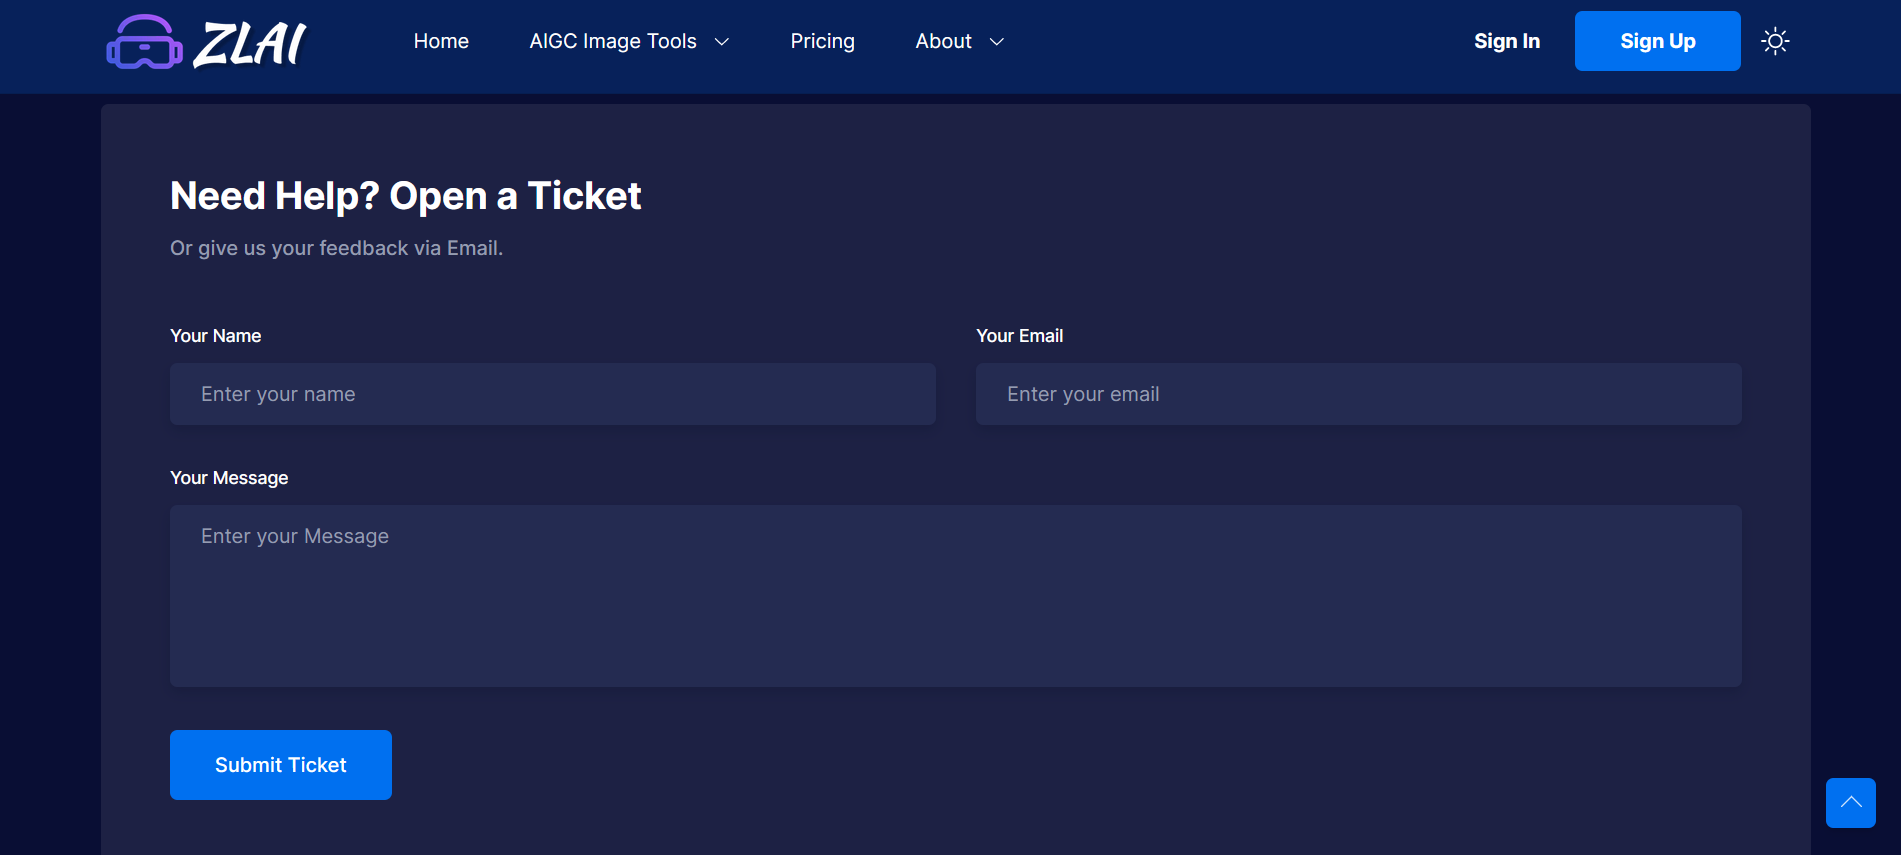 ZLAI
Home AIGC Image Tools Pricing About Sign In Sign Up
Need Help? Open a Ticket
Or give us your feedback via Email.
Your Name Your Email
Enter your name Enter your email
Your Message
Enter your Message
Submit Ticket